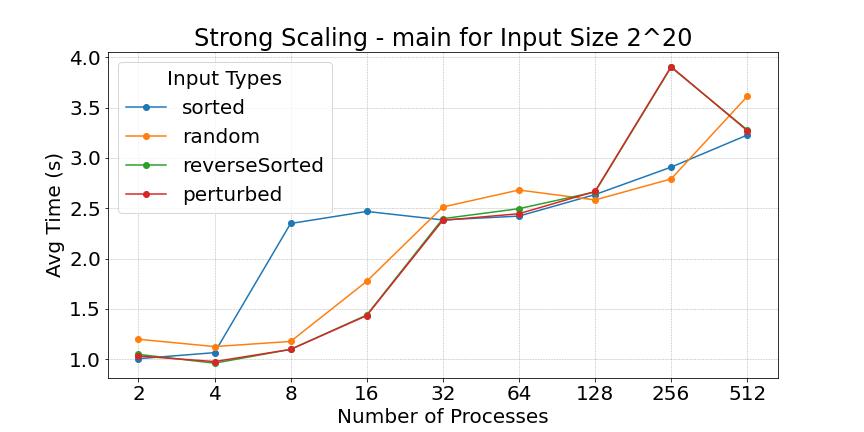 Strong Scaling - main for Input Size 2^20
4.0
3.5
3.0
2.5
2.0
1.5
1.0
Avg Time (s)
Input Types
sorted
random
reverseSorted
perturbed
2 4 8 16 32 64 128 256 512
Number of Processes